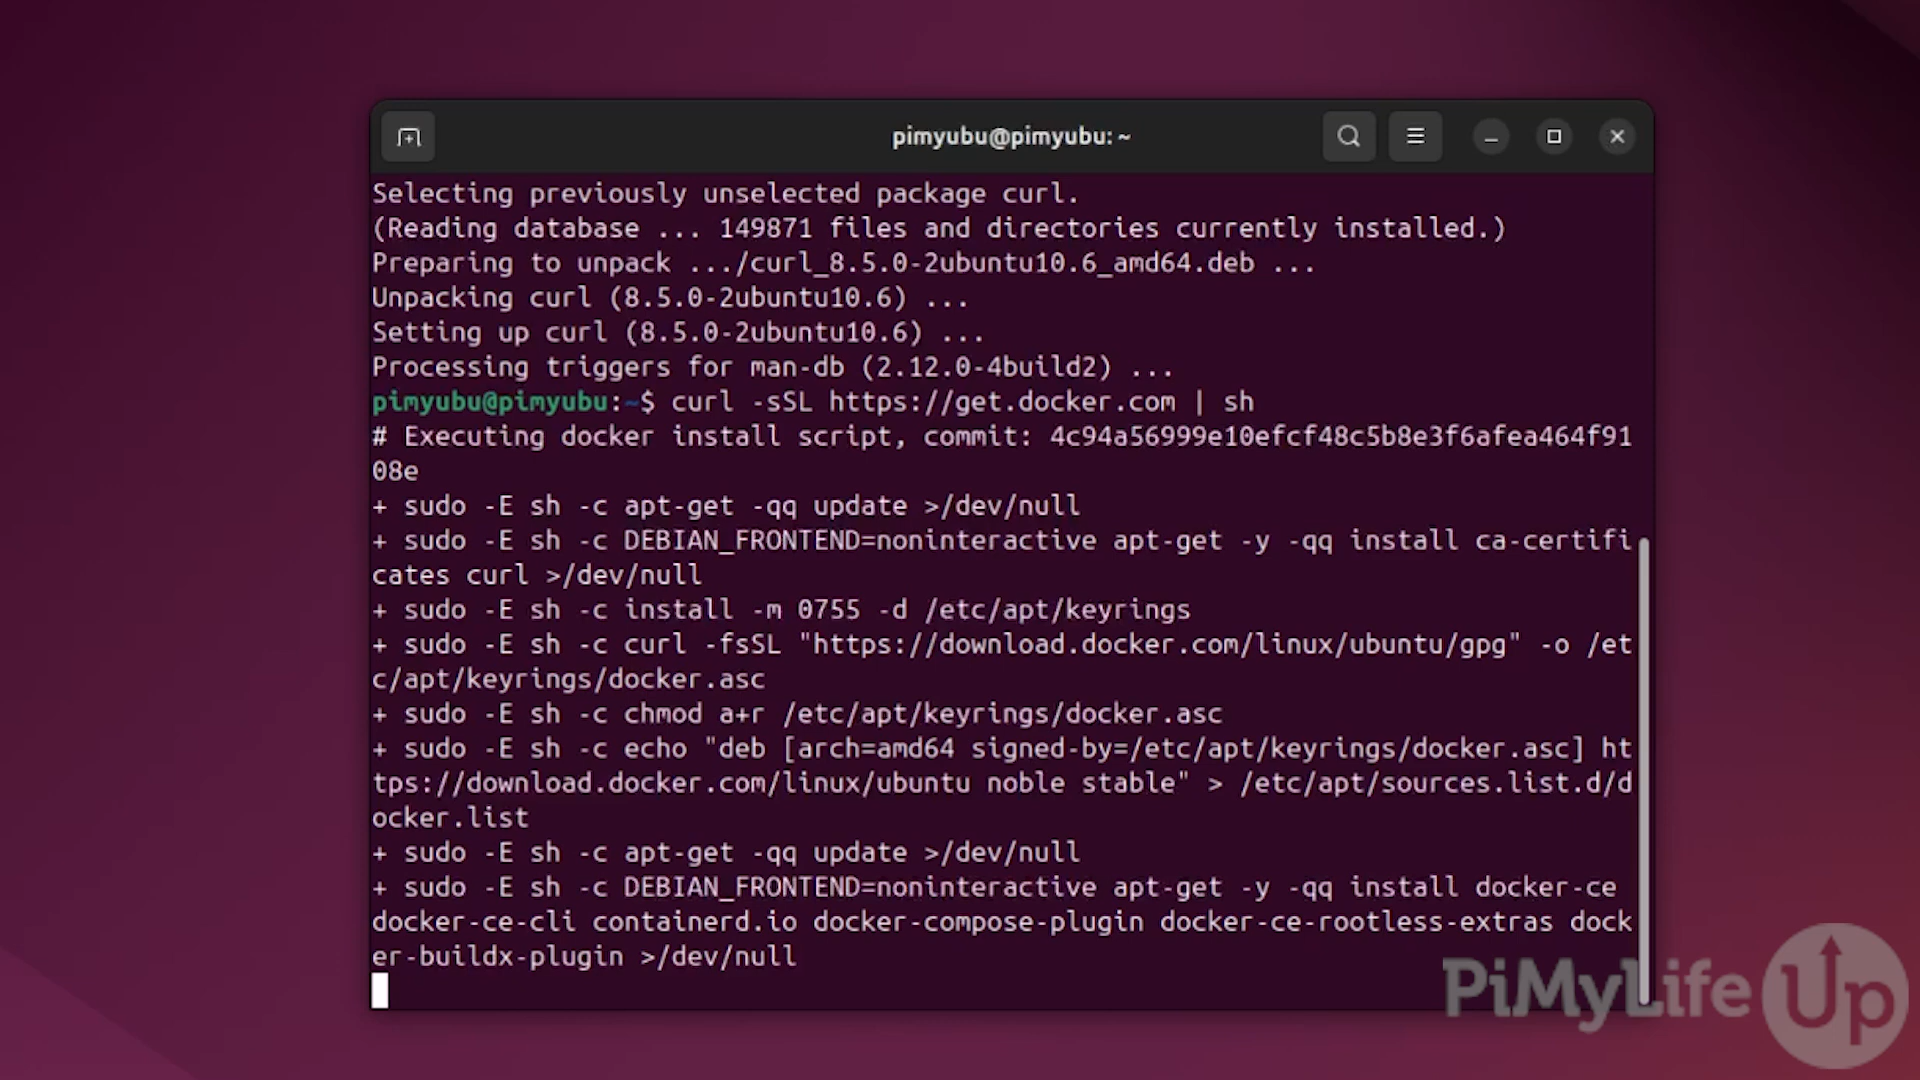 pimyubu@pimyubu: ~
Selecting previously unselected package curl.
(Reading database ... 149871 files and directories currently installed.)
Preparing to unpack .../curl_8.5.0-2ubuntu10.6_amd64.deb ...
Unpacking curl (8.5.0-2ubuntu10.6) ...
Setting up curl (8.5.0-2ubuntu10.6) ...
Processing triggers for man-db (2.12.0-4build2) ...
pimyubu@pimyubu:~$ curl -sSL https://get.docker.com | sh
# Executing docker install script, commit: 4c94a56999e10efcf48c5b8e3f6afea464f91
08e
+ sudo -E sh -c apt-get -qq update >/dev/null
+ sudo -E sh -c DEBIAN_FRONTEND=noninteractive apt-get -y -qq install ca-certifi
cates curl >/dev/null
+ sudo -E sh -c install -m 0755 -d /etc/apt/keyrings
+ sudo -E sh -c curl -fsSL "https://download.docker.com/linux/ubuntu/gpg" -o /et
c/apt/keyrings/docker.asc
+ sudo -E sh -c chmod a+r /etc/apt/keyrings/docker.asc
+ sudo -E sh -c echo "deb [arch=amd64 signed-by=/etc/apt/keyrings/docker.asc] ht
tps://download.docker.com/linux/ubuntu noble stable" > /etc/apt/sources.list.d/d
ocker.list
+ sudo -E sh -c apt-get -qq update >/dev/null
+ sudo -E sh -c DEBIAN_FRONTEND=noninteractive apt-get -y -qq install docker-ce
docker-ce-cli containerd.io docker-compose-plugin docker-ce-rootless-extras dock
er-buildx-plugin >/dev/null
PiMyLife Up